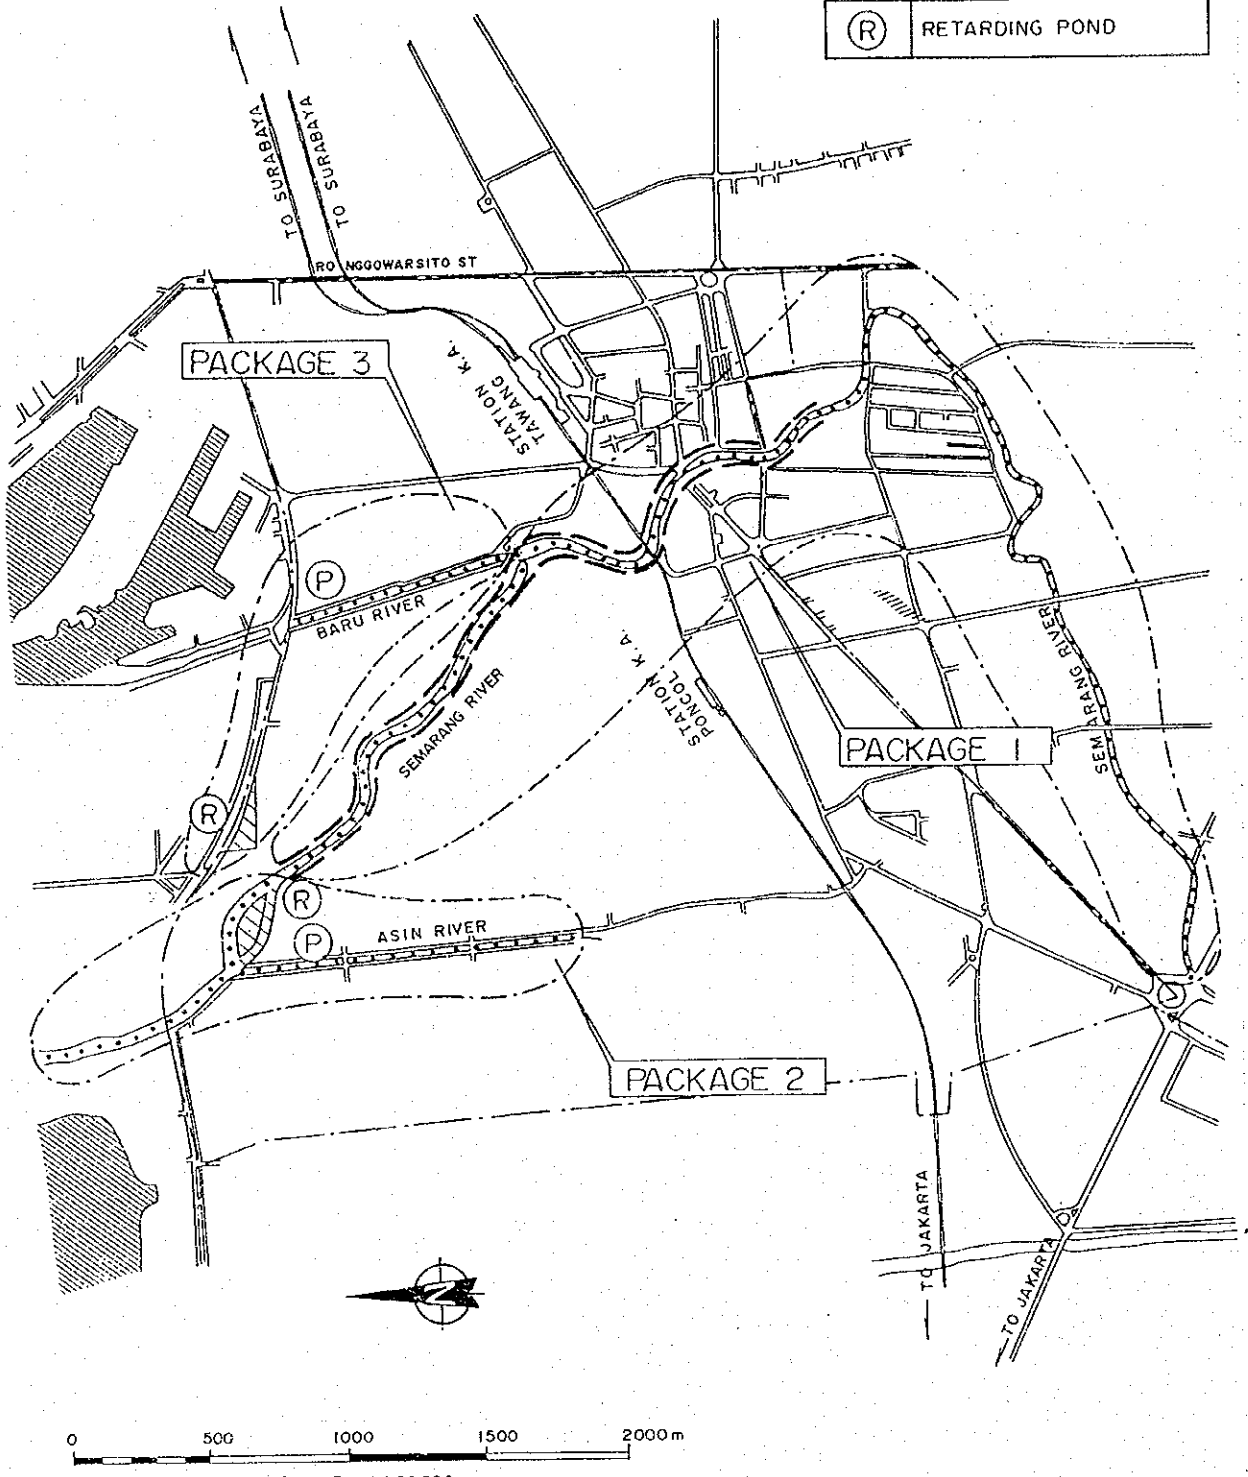 R RETARDING POND
TO SURABAYA
TO SURABAYA
RONGGOWARSITO ST
PACKAGE 3
STATION K.A.
TAWANG
P
BARU RIVER
SEMARANG RIVER
STATION K.A.
PONCOL
PACKAGE 1
SEMARANG RIVER
R
R
P
ASIN RIVER
PACKAGE 2
TO JAKARTA
TO JAKARTA
0 500 1000 1500 2000 m